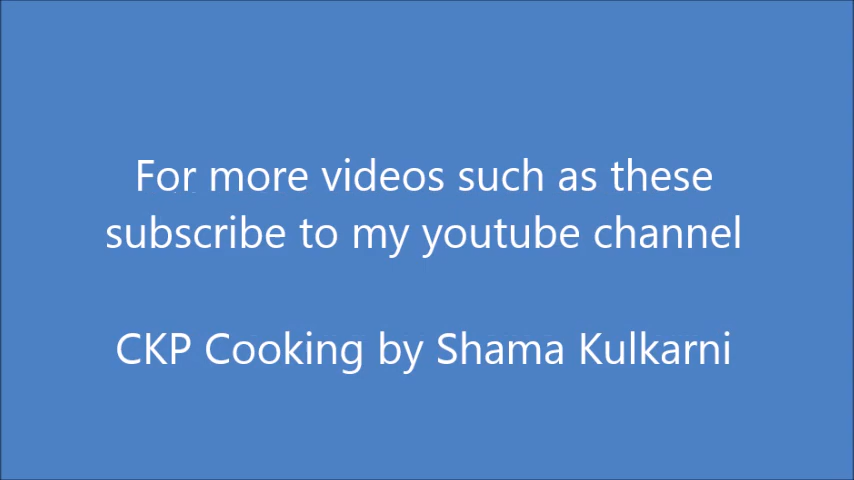 For more videos such as these
subscribe to my youtube channel
CKP Cooking by Shama Kulkarni